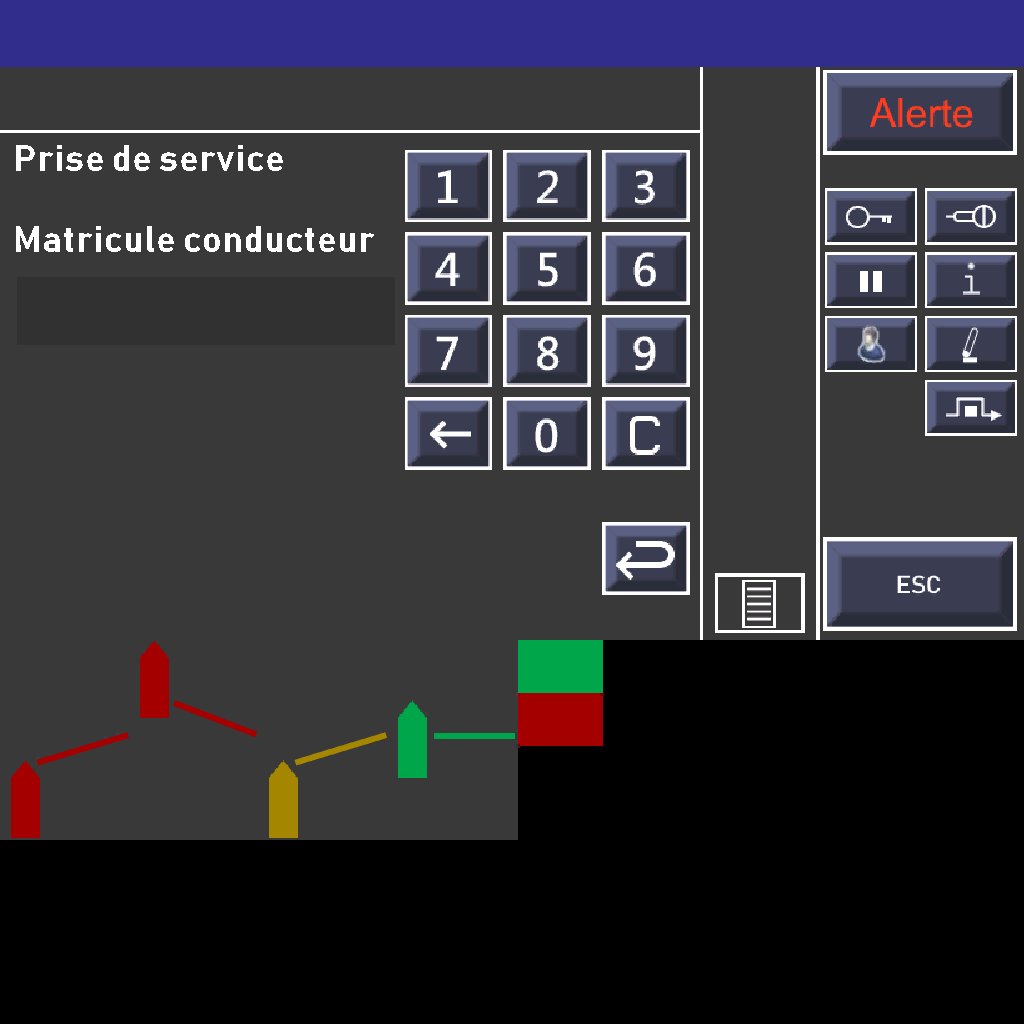 Alerte
Prise de service
Matricule conducteur
1 2 3
4 5 6
7 8 9
← 0 C
i
ESC